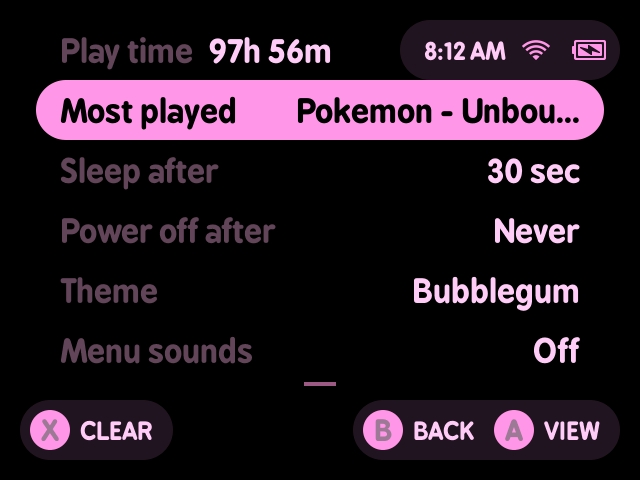 Play time 97h 56m 8:12 AM
Most played Pokemon - Unbou...
Sleep after 30 sec
Power off after Never
Theme Bubblegum
Menu sounds Off
X CLEAR B BACK A VIEW